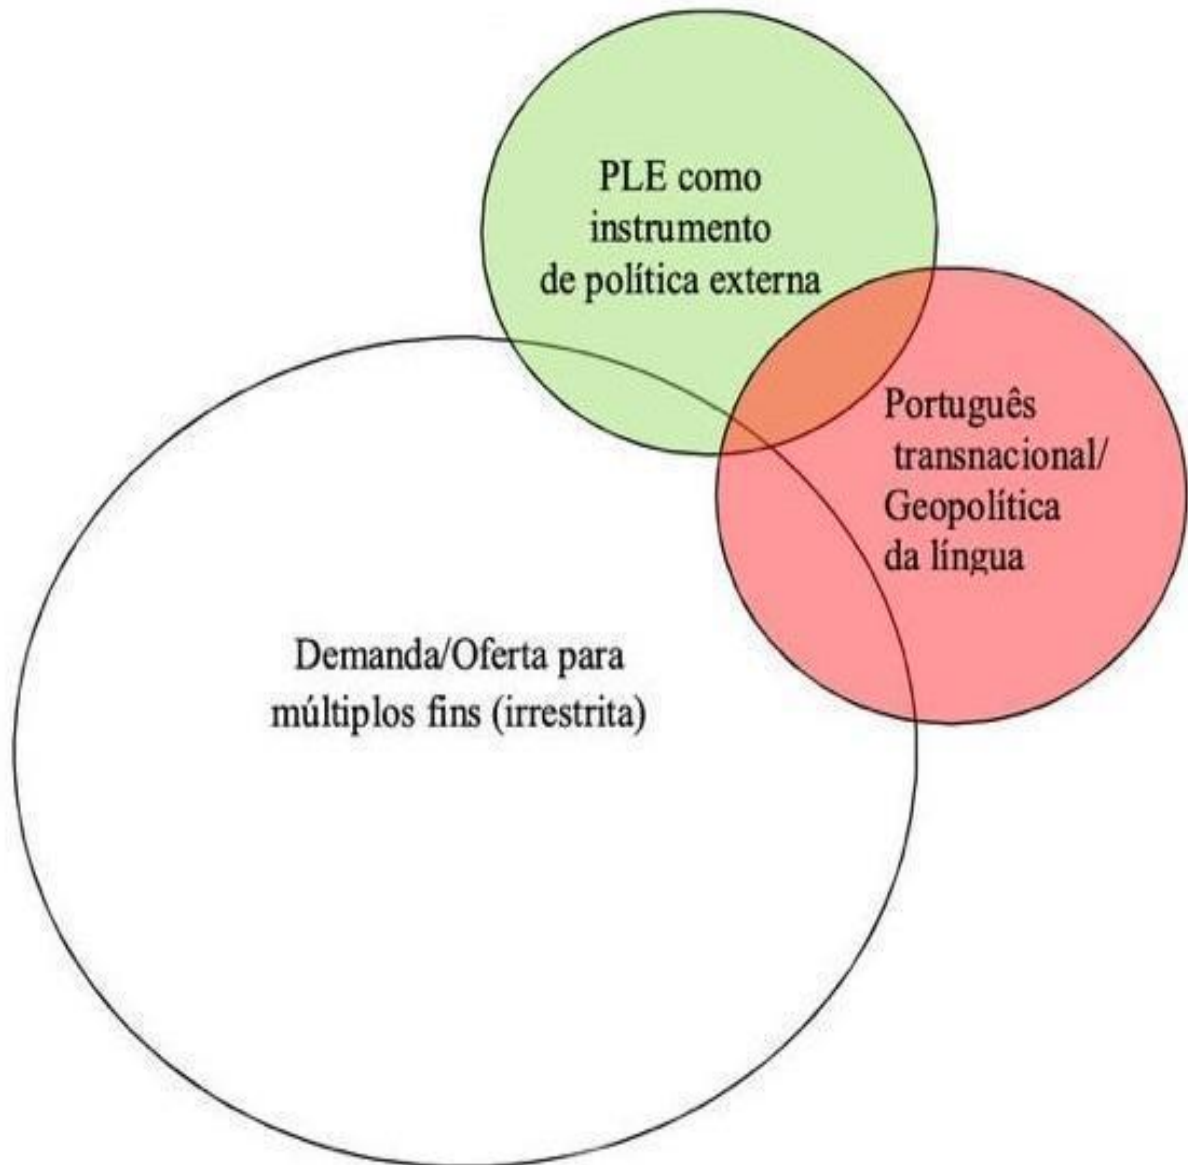 PLE como
instrumento
de política externa
Português
transnacional/
Geopolítica
da língua
Demanda/Oferta para
múltiplos fins (irrestrita)